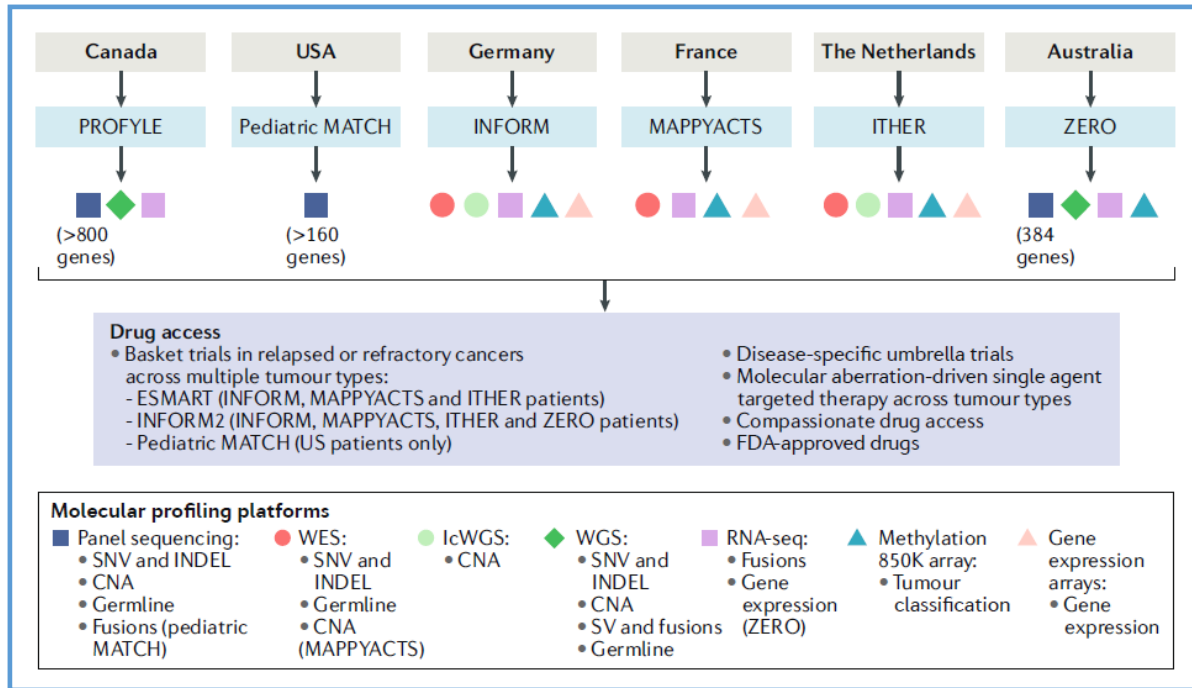 Canada
USA
Germany
France
The Netherlands
Australia
PROFYLE
Pediatric MATCH
INFORM
MAPPYACTS
ITHER
ZERO
(>800
genes)
(>160
genes)
(384
genes)
Drug access
• Basket trials in relapsed or refractory cancers
across multiple tumour types:
- ESMART (INFORM, MAPPYACTS and ITHER patients)
- INFORM2 (INFORM, MAPPYACTS, ITHER and ZERO patients)
- Pediatric MATCH (US patients only)
• Disease-specific umbrella trials
• Molecular aberration-driven single agent
targeted therapy across tumour types
• Compassionate drug access
• FDA-approved drugs
Molecular profiling platforms
Panel sequencing:
• SNV and INDEL
• CNA
• Germline
• Fusions (pediatric
MATCH)
WES:
• SNV and
INDEL
• Germline
• CNA
(MAPPYACTS)
lcWGS:
• CNA
WGS:
• SNV and
INDEL
• CNA
• SV and fusions
• Germline
RNA-seq:
• Fusions
• Gene
expression
(ZERO)
Methylation
850K array:
• Tumour
classification
Gene
expression
arrays:
• Gene
expression